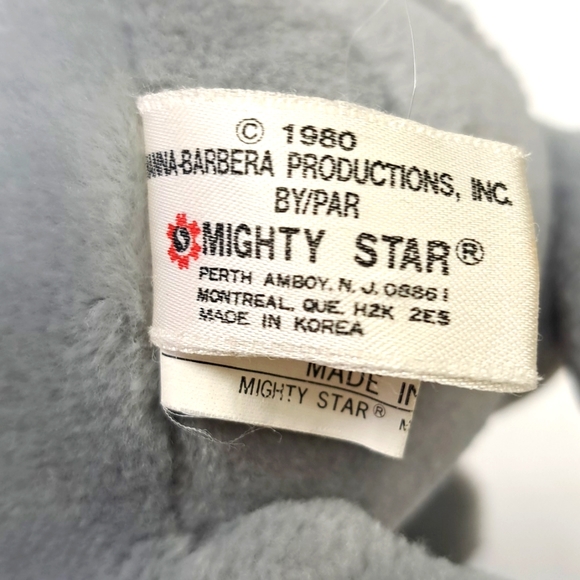 © 1980
ANNA-BARBERA PRODUCTIONS, INC.
BY/PAR
MIGHTY STAR®
PERTH AMBOY, N. J. 08861
MONTREAL, QUE. H2K 2E5
MADE IN KOREA
MADE IN
MIGHTY STAR®